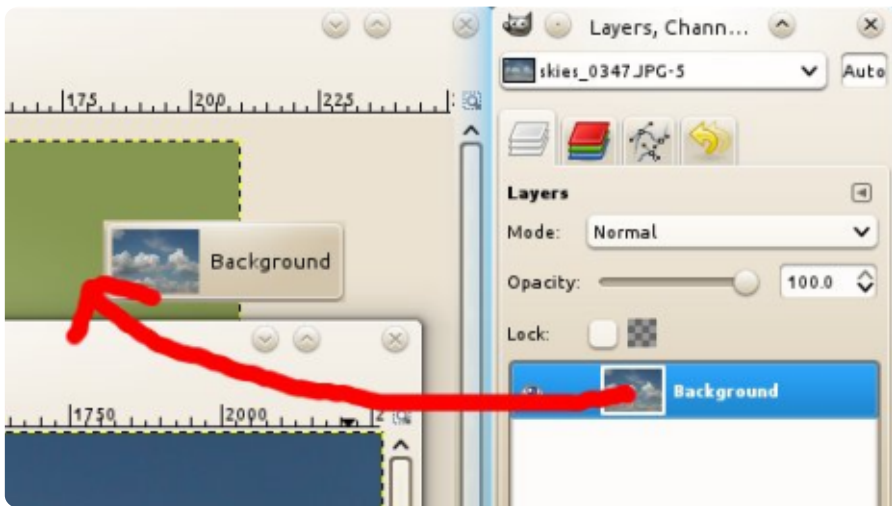 Layers, Chann...
skies_0347.JPG-5
Auto
175
200
225
Layers
Mode:
Normal
Background
Opacity:
100.0
Lock:
Background
1750
2000
2